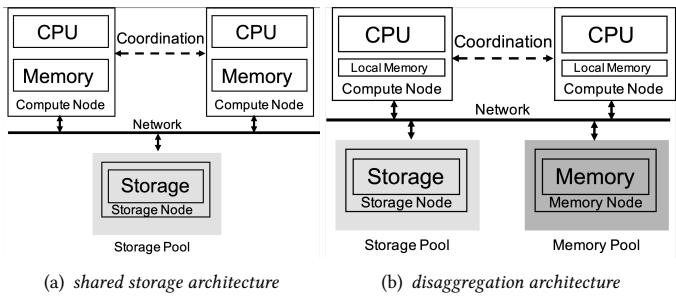 CPU
Memory
Compute Node
Coordination
CPU
Memory
Compute Node
Network
Storage
Storage Node
Storage Pool
(a) shared storage architecture
CPU
Local Memory
Compute Node
Coordination
CPU
Local Memory
Compute Node
Network
Storage
Storage Node
Storage Pool
Memory
Memory Node
Memory Pool
(b) disaggregation architecture